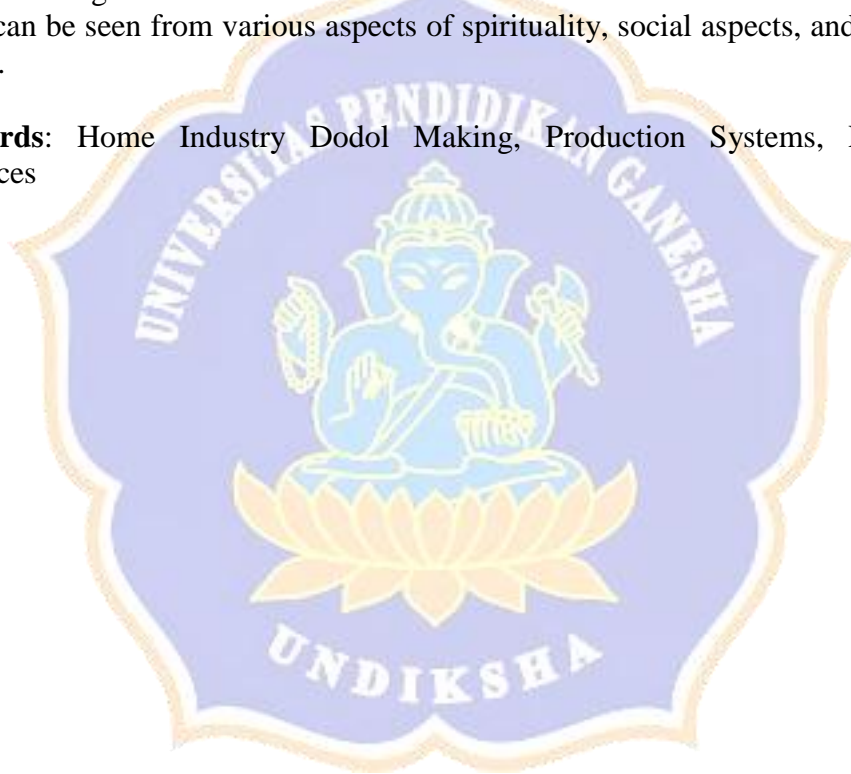 can be seen from various aspects of spirituality, social aspects, and
.
rds: Home Industry Dodol Making, Production Systems,
ces
UNIVERSITAS PENDIDIKAN GANESHA
UNDIKSHA